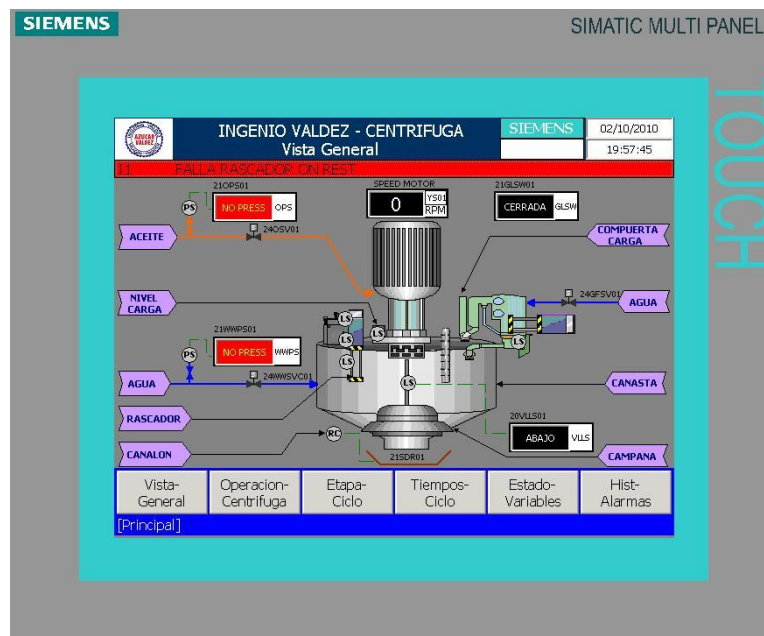 SIEMENS
SIMATIC MULTI PANEL
TOUCH
AZUCAR
VALDEZ
INGENIO VALDEZ - CENTRIFUGA
Vista General
SIEMENS
02/10/2010
19:57:45
11 FALLA RASCADOR ON REST
21OPS01
NO PRESS OPS
PS
24OSV01
ACEITE
SPEED MOTOR
0 YS01
RPM
21GLSW01
CERRADA GLSW
COMPUERTA
CARGA
NIVEL
CARGA
24GFSV01
AGUA
LS
LS
LS
LS
LS
LS
21WWPS01
NO PRESS WWPS
PS
24WWSVC01
AGUA
CANASTA
RASCADOR
20VLLS01
ABAJO VLLS
CANALON
RC
21SDR01
CAMPANA
Vista-
General
Operacion-
Centrifuga
Etapa-
Ciclo
Tiempos-
Ciclo
Estado-
Variables
Hist-
Alarmas
[Principal]